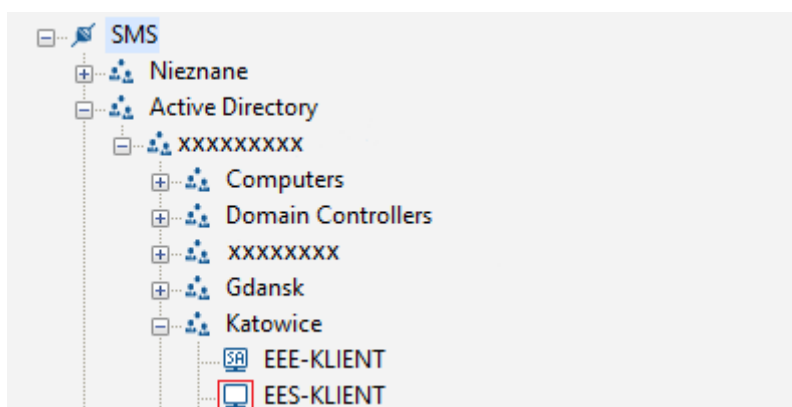 SMS
Nieznane
Active Directory
xxxxxxxxx
Computers
Domain Controllers
xxxxxxxx
Gdansk
Katowice
SA EEE-KLIENT
EES-KLIENT